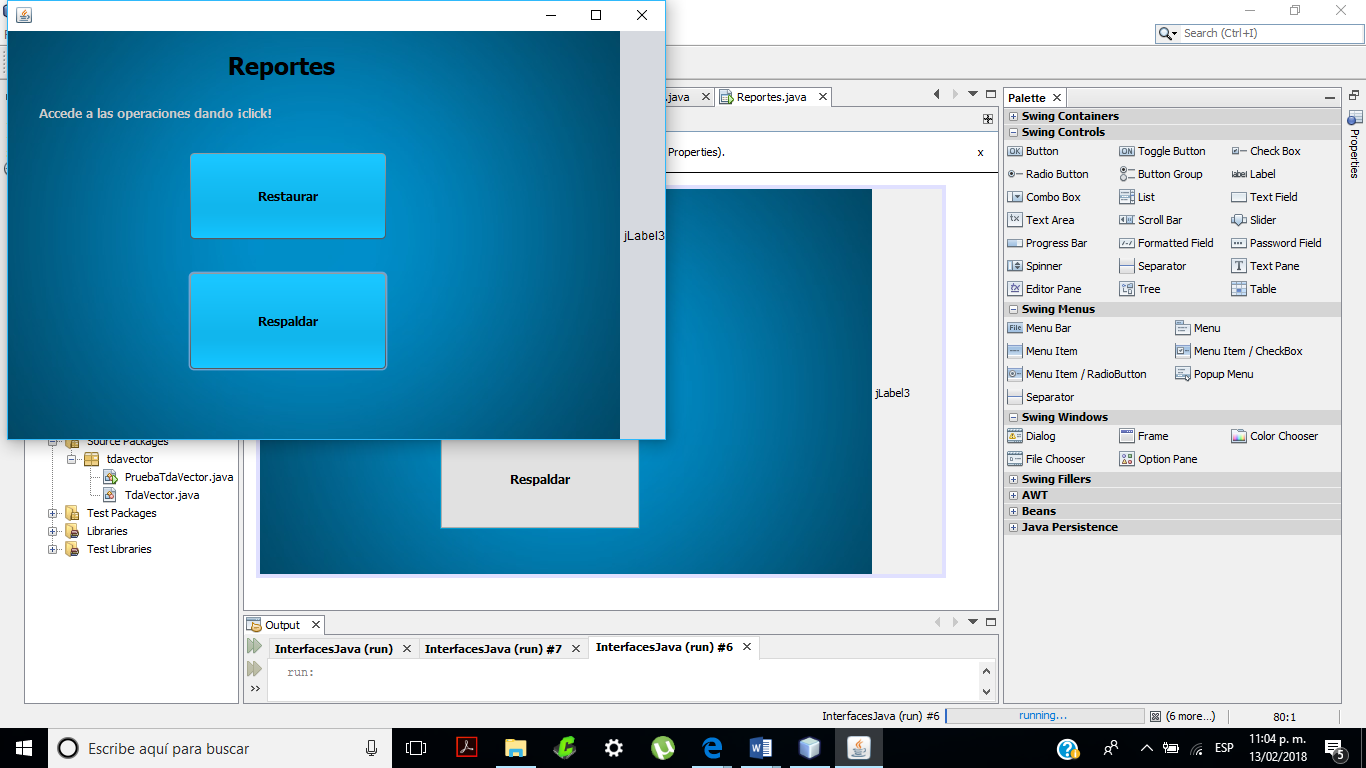 Reportes
Accede a las operaciones dando ¡click!
Restaurar
Respaldar
jLabel3
Search (Ctrl+I)
.java
Reportes.java
Properties).
x
jLabel3
Respaldar
Source Packages
tdavector
PruebaTdaVector.java
TdaVector.java
Test Packages
Libraries
Test Libraries
Palette
Swing Containers
Swing Controls
Button Toggle Button Check Box
Radio Button Button Group Label
Combo Box List Text Field
Text Area Scroll Bar Slider
Progress Bar Formatted Field Password Field
Spinner Separator Text Pane
Editor Pane Tree Table
Swing Menus
Menu Bar Menu
Menu Item Menu Item / CheckBox
Menu Item / RadioButton Popup Menu
Separator
Swing Windows
Dialog Frame Color Chooser
File Chooser Option Pane
Swing Fillers
AWT
Beans
Java Persistence
Properties
Output
InterfacesJava (run) InterfacesJava (run) #7 InterfacesJava (run) #6
run:
InterfacesJava (run) #6 running... (6 more...) 80:1
Escribe aquí para buscar
ESP
11:04 p. m.
13/02/2018
5